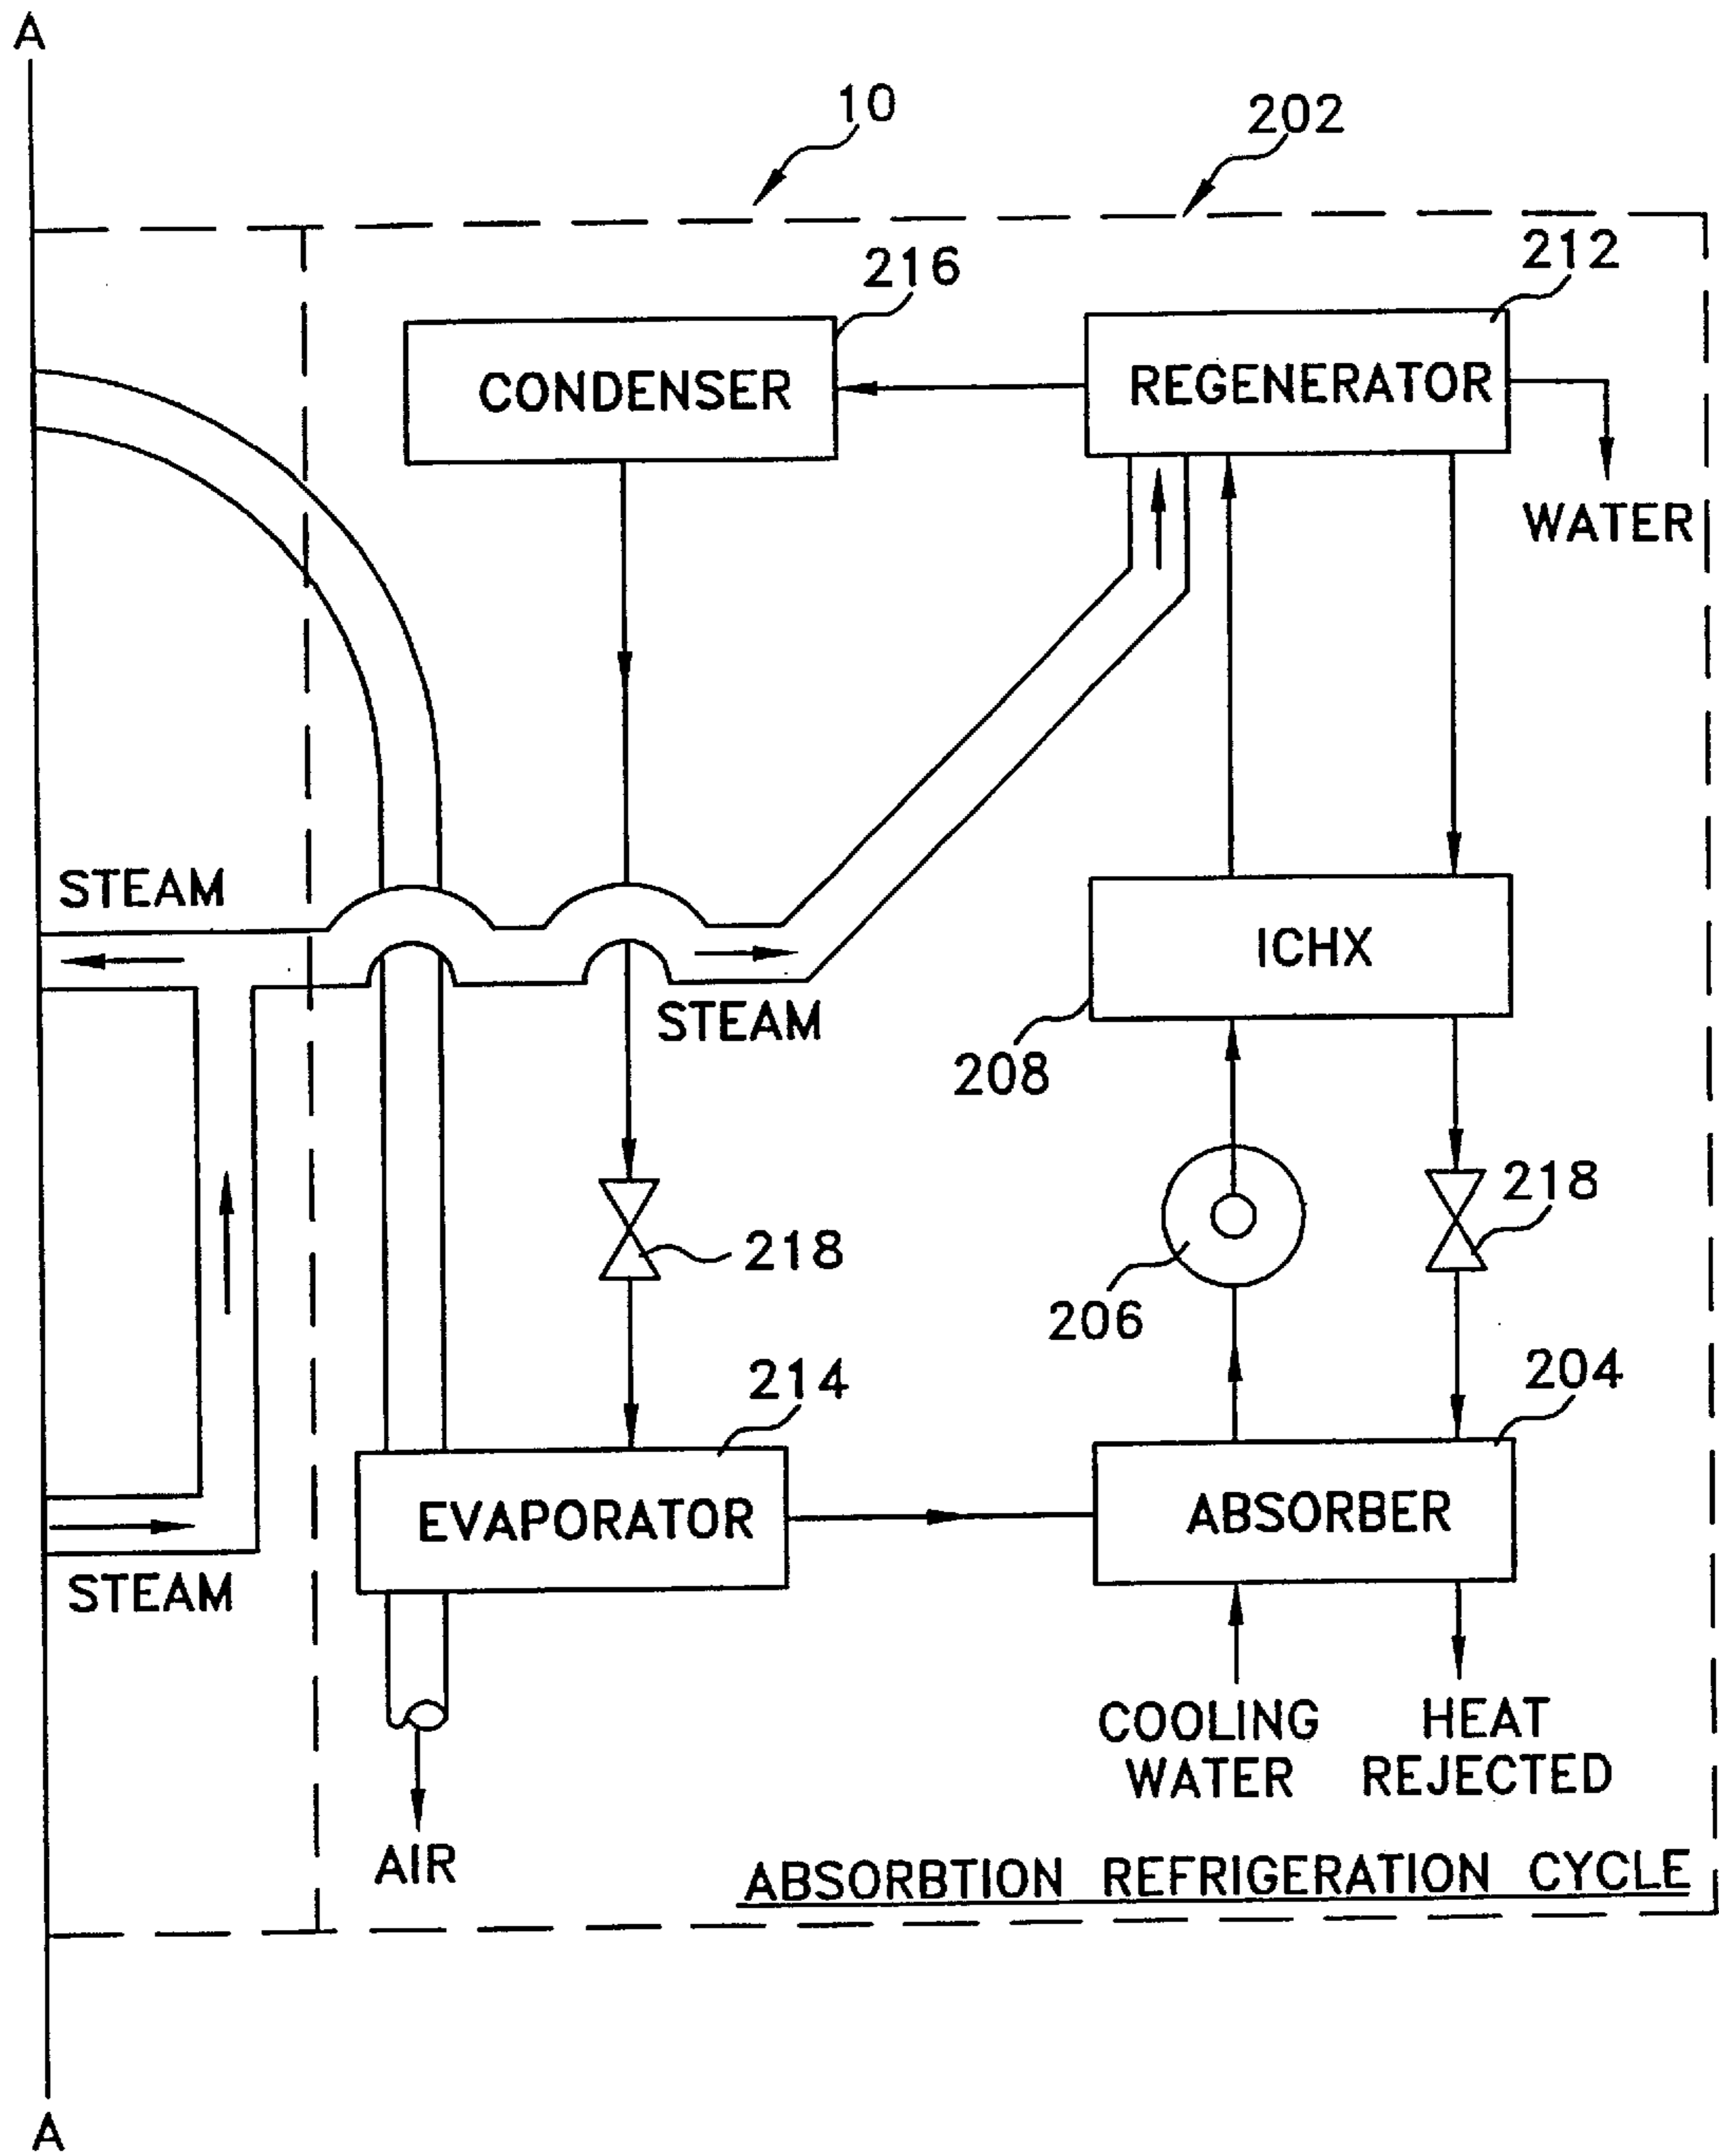 A
10
202
216
212
CONDENSER
REGENERATOR
WATER
STEAM
ICHX
STEAM
208
218
218
206
214
204
EVAPORATOR
ABSORBER
STEAM
COOLING
WATER
HEAT
REJECTED
AIR
ABSORBTION REFRIGERATION CYCLE
A